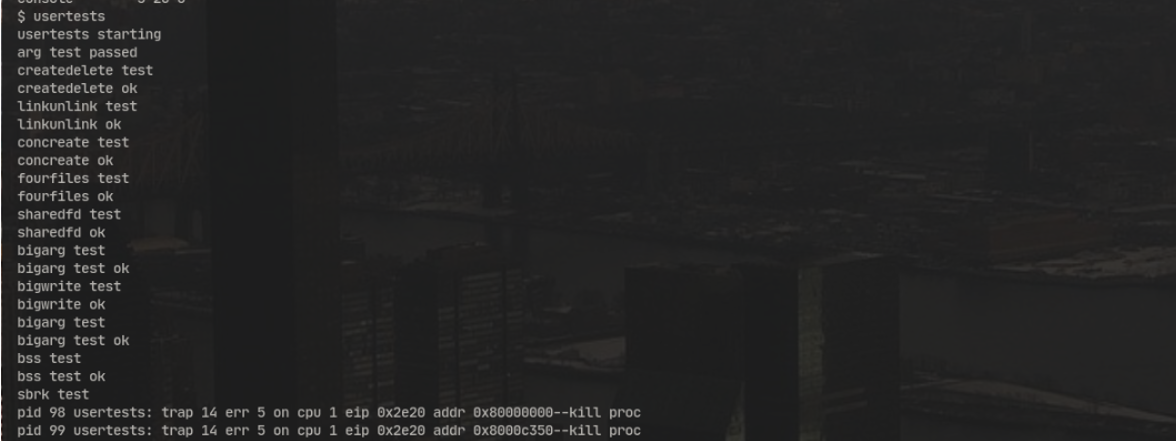 $ usertests
usertests starting
arg test passed
createdelete test
createdelete ok
linkunlink test
linkunlink ok
concreate test
concreate ok
fourfiles test
fourfiles ok
sharedfd test
sharedfd ok
bigarg test
bigarg test ok
bigwrite test
bigwrite ok
bigarg test
bigarg test ok
bss test
bss test ok
sbrk test
pid 98 usertests: trap 14 err 5 on cpu 1 eip 0x2e20 addr 0x80000000--kill proc
pid 99 usertests: trap 14 err 5 on cpu 1 eip 0x2e20 addr 0x8000c350--kill proc